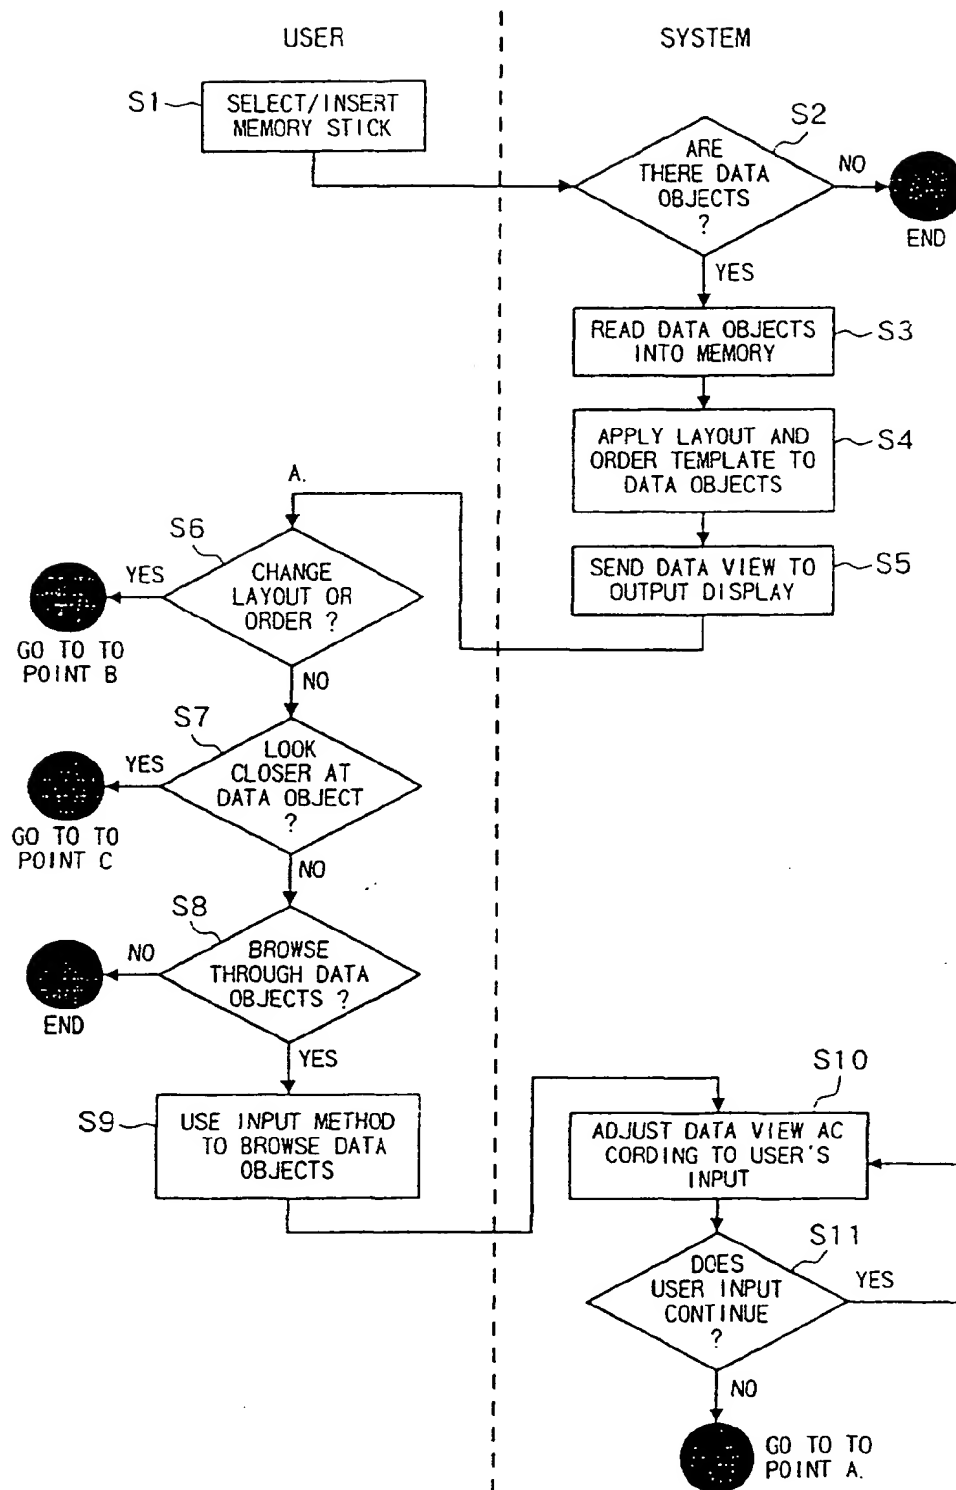 USER
SYSTEM
S1
SELECT/INSERT
MEMORY STICK
S2
ARE
THERE DATA
OBJECTS
?
NO
END
YES
READ DATA OBJECTS
INTO MEMORY
S3
APPLY LAYOUT AND
ORDER TEMPLATE TO
DATA OBJECTS
S4
SEND DATA VIEW TO
OUTPUT DISPLAY
S5
A.
S6
CHANGE
LAYOUT OR
ORDER ?
YES
GO TO TO
POINT B
NO
S7
LOOK
CLOSER AT
DATA OBJECT
?
YES
GO TO TO
POINT C
NO
S8
BROWSE
THROUGH DATA
OBJECTS ?
NO
END
YES
S9
USE INPUT METHOD
TO BROWSE DATA
OBJECTS
S10
ADJUST DATA VIEW AC
CORDING TO USER'S
INPUT
S11
DOES
USER INPUT
CONTINUE
?
YES
NO
GO TO TO
POINT A.